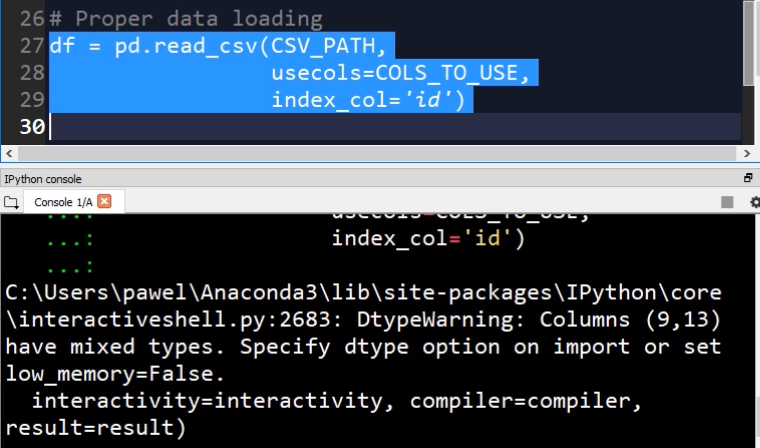 26 # Proper data loading
27 df = pd.read_csv(CSV_PATH,
28 usecols=COLS_TO_USE,
29 index_col='id')
30
IPython console
Console 1/A
...: usecols=COLS_TO_USE,
...: index_col='id')
...:
C:\Users\pawel\Anaconda3\lib\site-packages\IPython\core
\interactiveshell.py:2683: DtypeWarning: Columns (9,13)
have mixed types. Specify dtype option on import or set
low_memory=False.
interactivity=interactivity, compiler=compiler,
result=result)